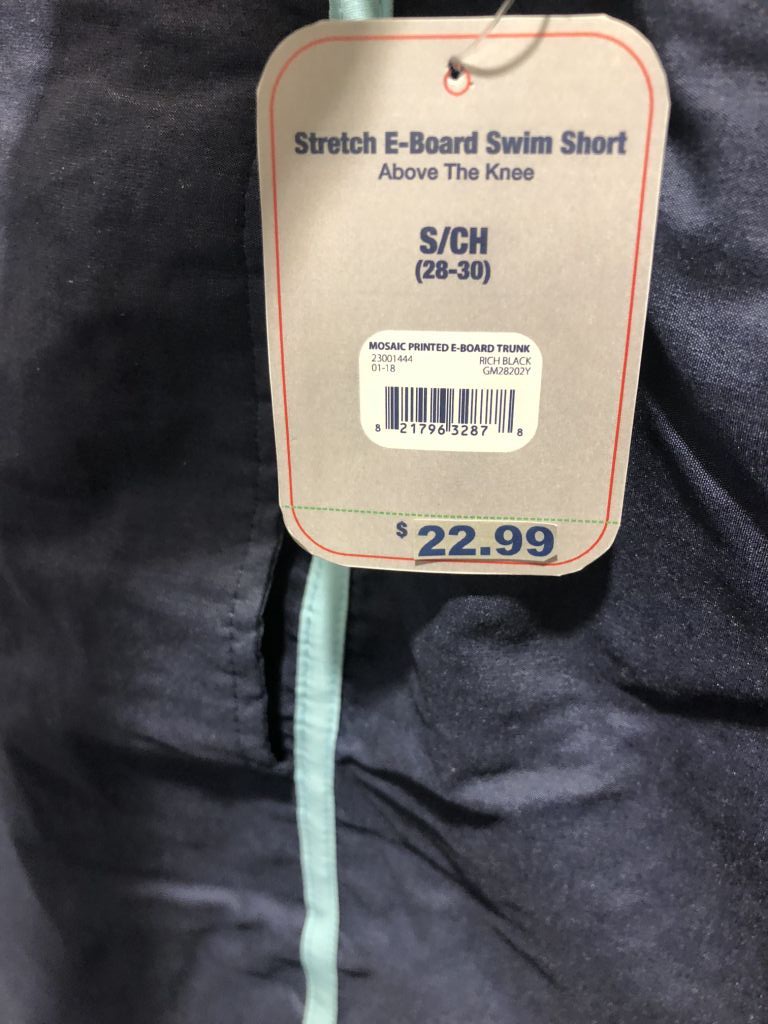 Stretch E-Board Swim Short
Above The Knee
S/CH
(28-30)
MOSAIC PRINTED E-BOARD TRUNK
23001444 RICH BLACK
01-18 GM28202Y
8 21796 3287 8
$ 22.99